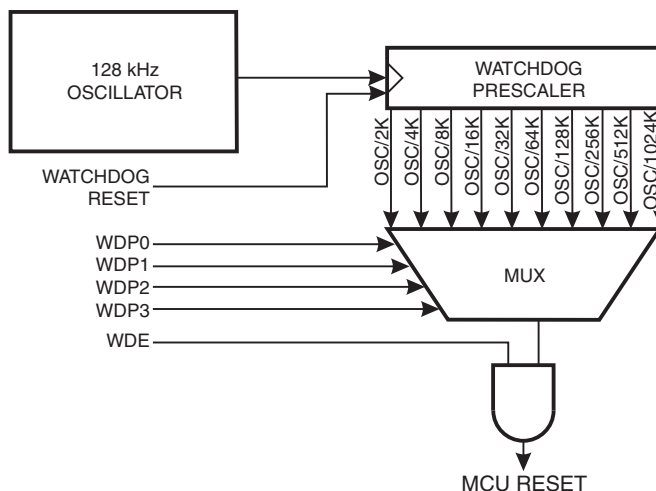 128 kHz
OSCILLATOR
WATCHDOG
PRESCALER
OSC/2K
OSC/4K
OSC/8K
OSC/16K
OSC/32K
OSC/64K
OSC/128K
OSC/256K
OSC/512K
OSC/1024K
WATCHDOG
RESET
WDP0
WDP1
WDP2
WDP3
MUX
WDE
MCU RESET